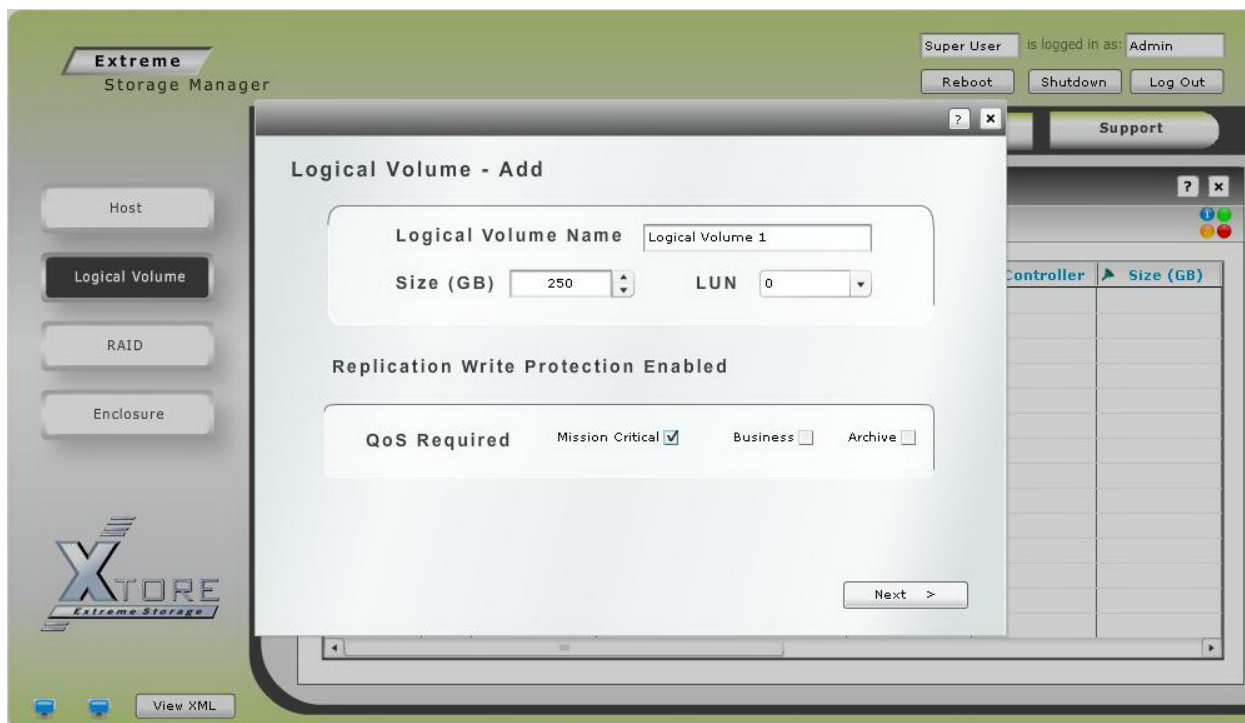 Extreme
Storage Manager
Super User is logged in as: Admin
Reboot Shutdown Log Out
Support
? x
Logical Volume - Add
? x
Host
Logical Volume
RAID
Enclosure
Logical Volume Name Logical Volume 1
Size (GB) 250 LUN 0
Controller Size (GB)
Replication Write Protection Enabled
QoS Required Mission Critical Business Archive
Next >
XTORE
Extreme Storage
View XML